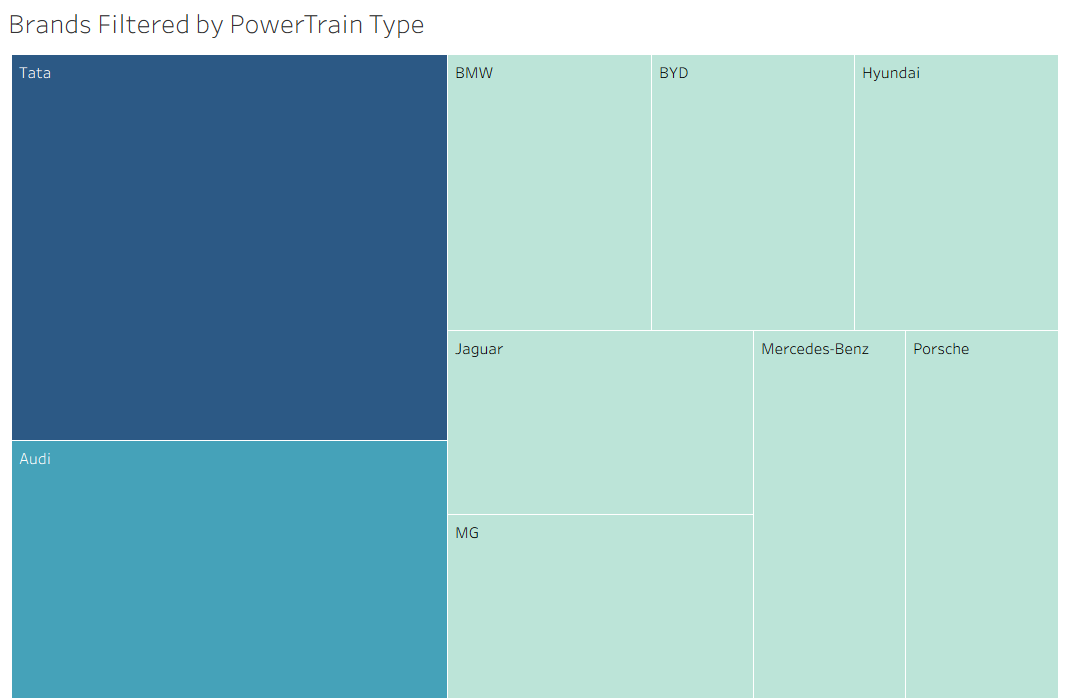 Brands Filtered by PowerTrain Type
Tata
BMW
BYD
Hyundai
Jaguar
Mercedes-Benz
Porsche
Audi
MG